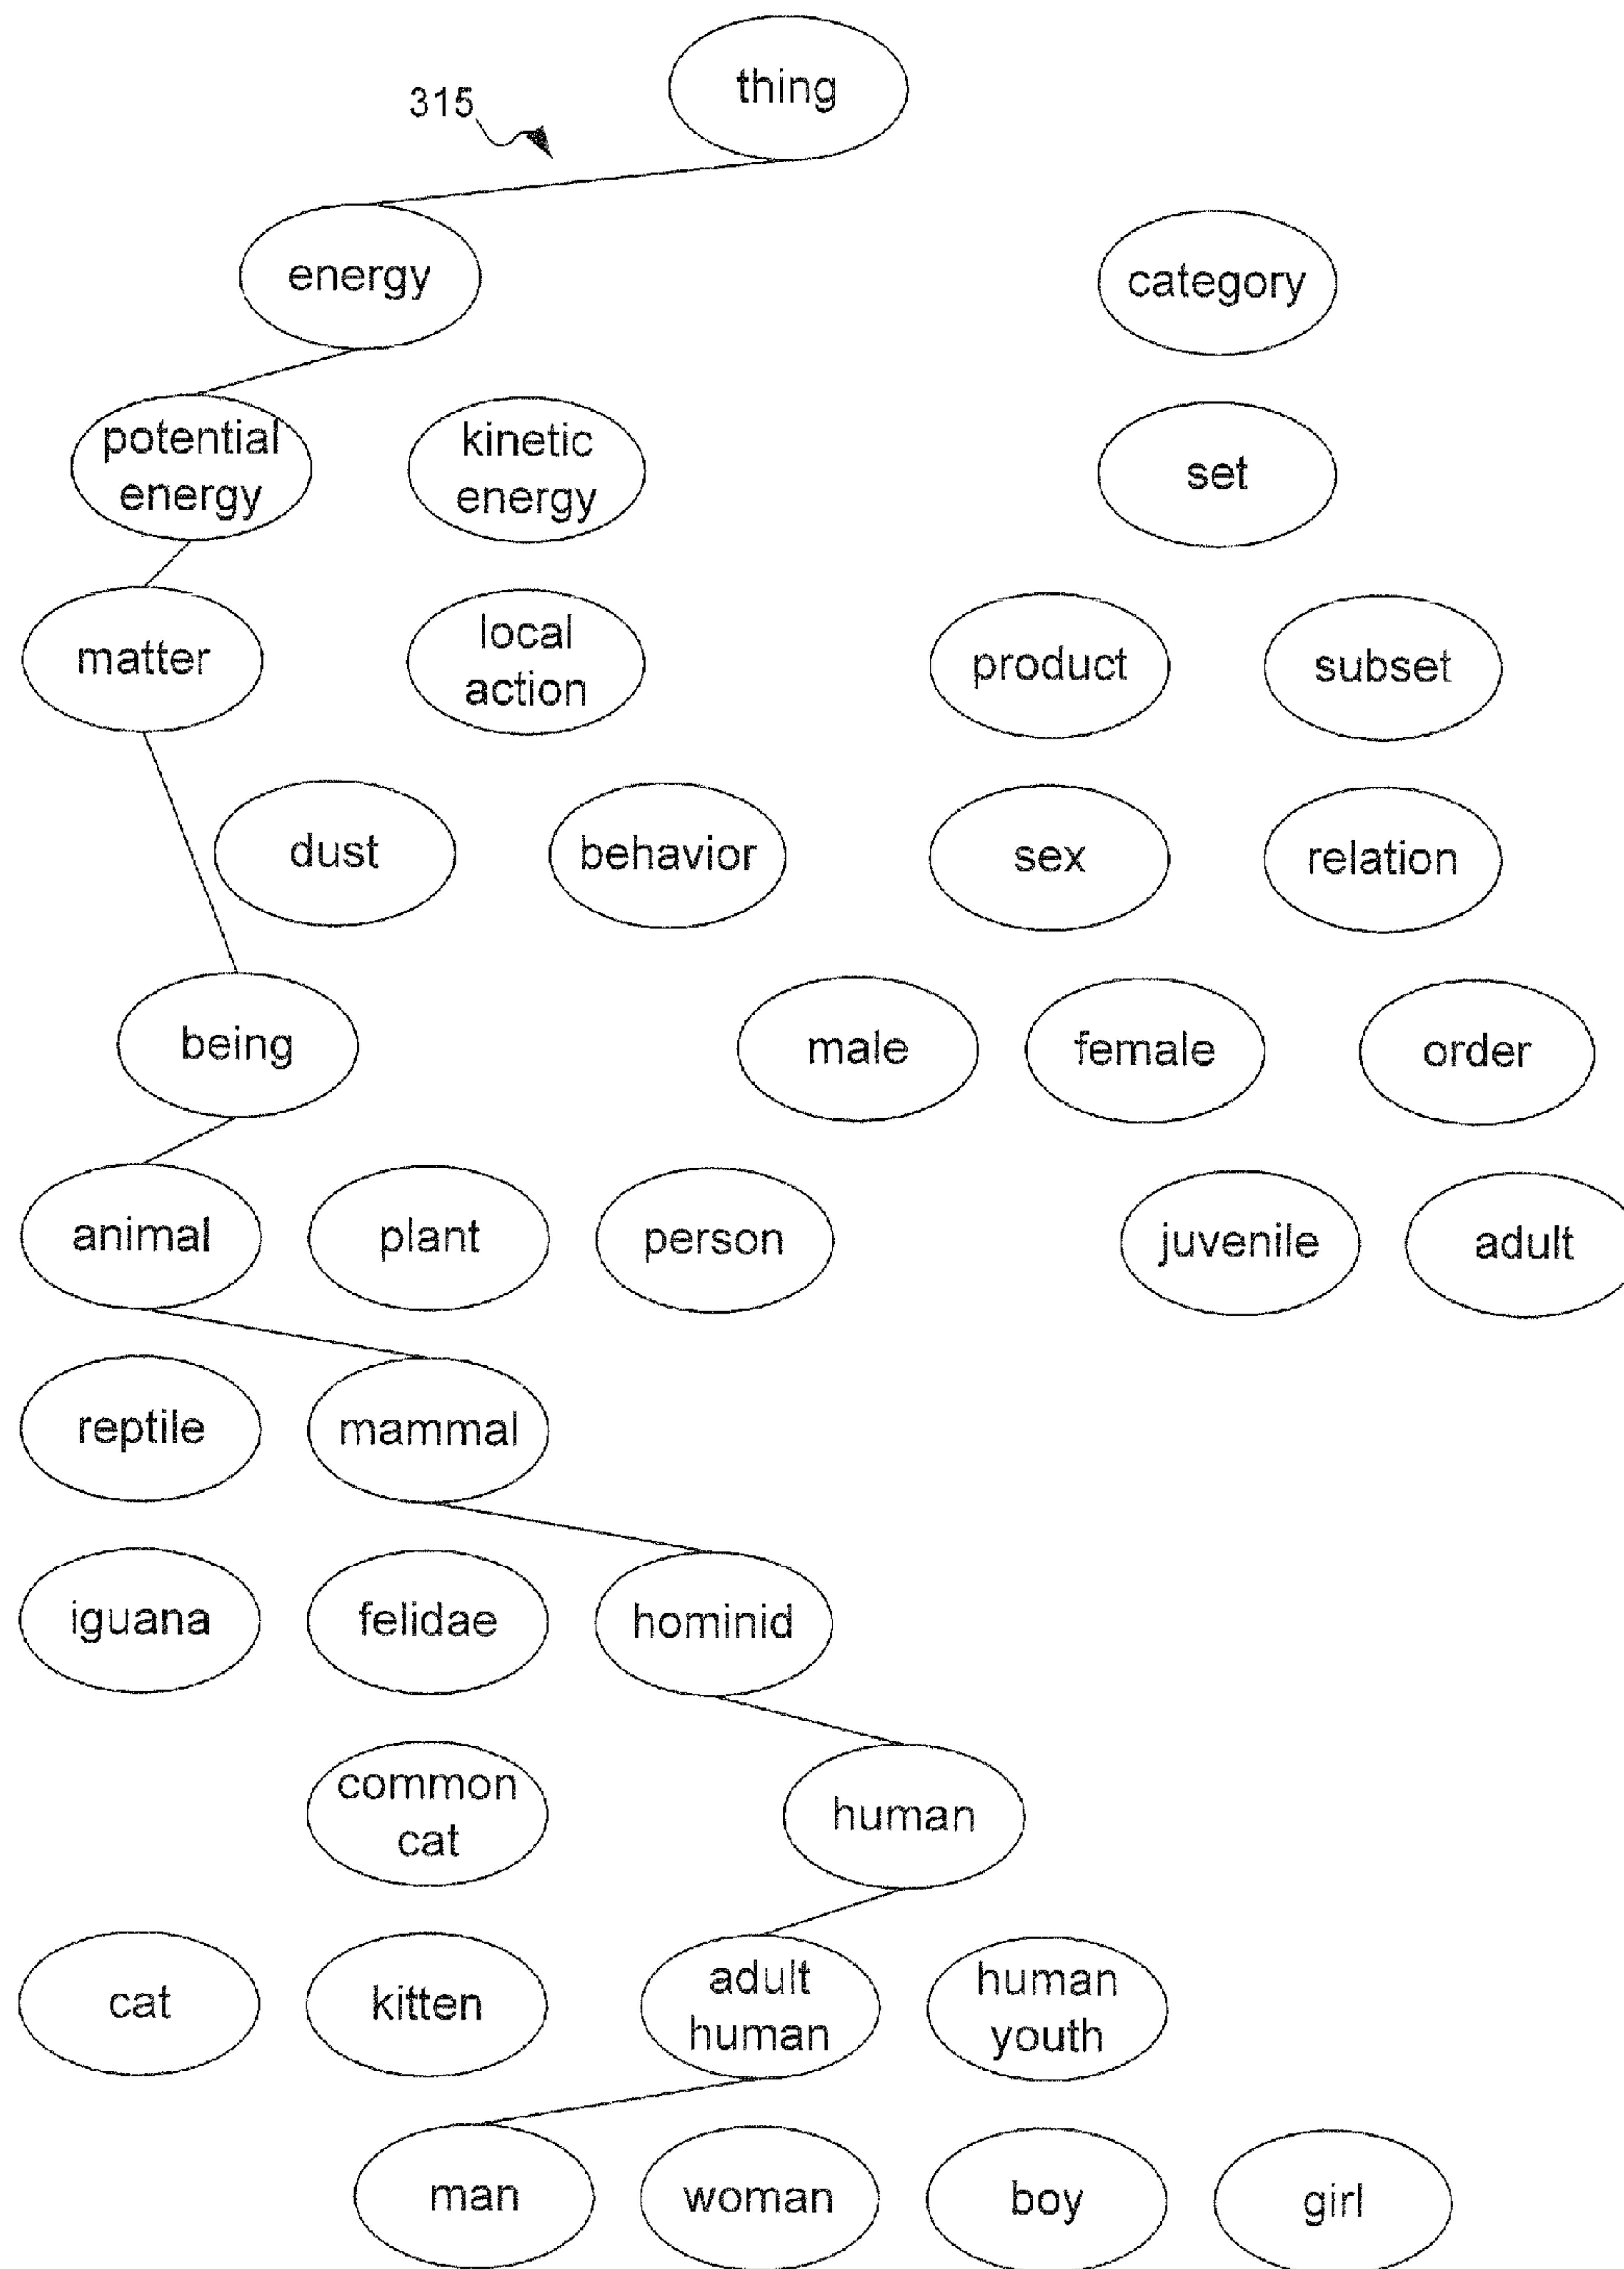 thing
315
energy
category
potential
energy
kinetic
energy
set
matter
local
action
product
subset
dust
behavior
sex
relation
being
male
female
order
animal
plant
person
juvenile
adult
reptile
mammal
iguana
felidae
hominid
common
cat
human
cat
kitten
adult
human
human
youth
man
woman
boy
girl